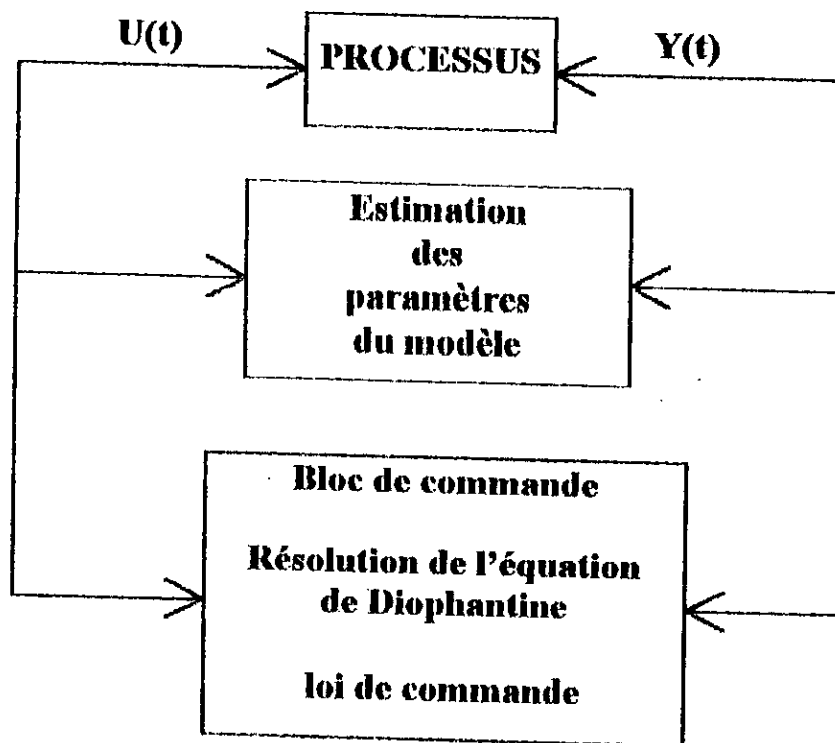 U(t)
PROCESSUS
Y(t)
Estimation
des
paramètres
du modèle
Bloc de commande
Résolution de l'équation
de Diophantine
loi de commande